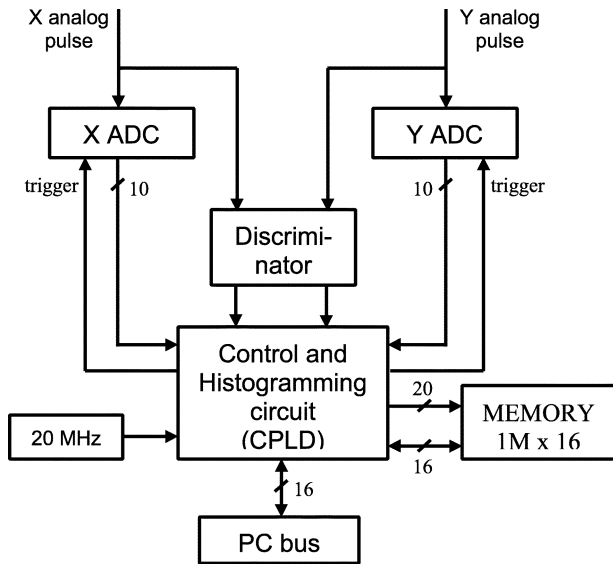 X analog
pulse
Y analog
pulse
X ADC
Y ADC
trigger
10
10
trigger
Discrimi-
nator
Control and
Histogramming
circuit
(CPLD)
20
MEMORY
1M x 16
16
20 MHz
16
PC bus